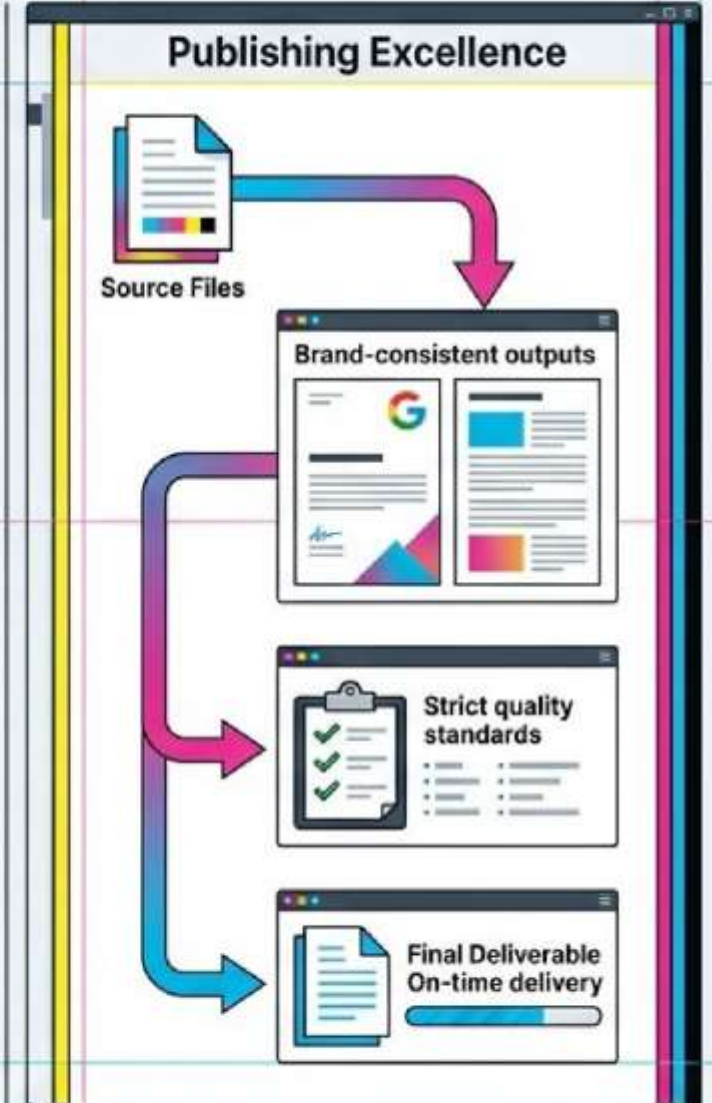 Publishing Excellence
Source Files
Brand-consistent outputs
G
Strict quality
standards
Final Deliverable
On-time delivery